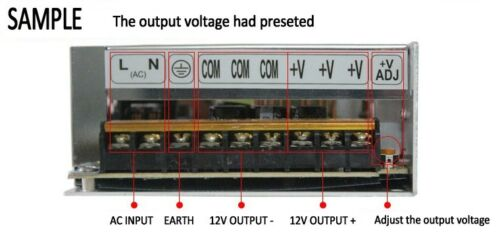 SAMPLE
The output voltage had preseted
L N
(AC)
COM COM COM
+V +V +V
+V
ADJ
AC INPUT EARTH 12V OUTPUT - 12V OUTPUT + Adjust the output voltage